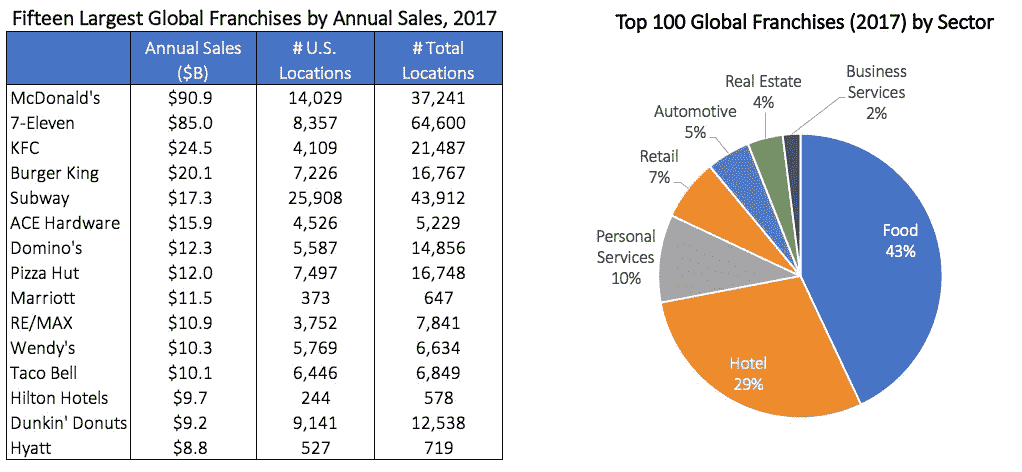 Fifteen Largest Global Franchises by Annual Sales, 2017
Annual Sales ($B) # U.S. Locations # Total Locations
McDonald's $90.9 14,029 37,241
7-Eleven $85.0 8,357 64,600
KFC $24.5 4,109 21,487
Burger King $20.1 7,226 16,767
Subway $17.3 25,908 43,912
ACE Hardware $15.9 4,526 5,229
Domino's $12.3 5,587 14,856
Pizza Hut $12.0 7,497 16,748
Marriott $11.5 373 647
RE/MAX $10.9 3,752 7,841
Wendy's $10.3 5,769 6,634
Taco Bell $10.1 6,446 6,849
Hilton Hotels $9.7 244 578
Dunkin' Donuts $9.2 9,141 12,538
Hyatt $8.8 527 719
Top 100 Global Franchises (2017) by Sector
Business
Services
2%
Real Estate
4%
Automotive
5%
Retail
7%
Personal
Services
10%
Food
43%
Hotel
29%